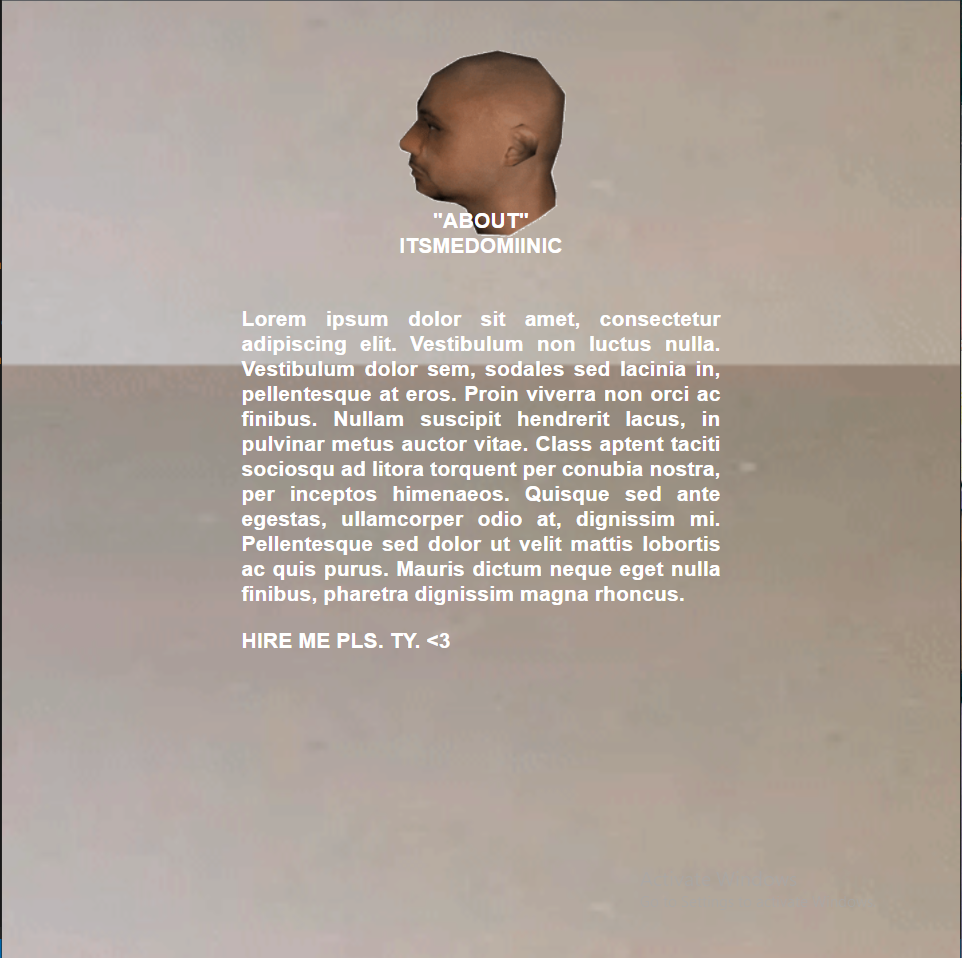 "ABOUT"
ITSMEDOMIINIC
Lorem ipsum dolor sit amet, consectetur
adipiscing elit. Vestibulum non luctus nulla.
Vestibulum dolor sem, sodales sed lacinia in,
pellentesque at eros. Proin viverra non orci ac
finibus. Nullam suscipit hendrerit lacus, in
pulvinar metus auctor vitae. Class aptent taciti
sociosqu ad litora torquent per conubia nostra,
per inceptos himenaeos. Quisque sed ante
egestas, ullamcorper odio at, dignissim mi.
Pellentesque sed dolor ut velit mattis lobortis
ac quis purus. Mauris dictum neque eget nulla
finibus, pharetra dignissim magna rhoncus.
HIRE ME PLS. TY. <3